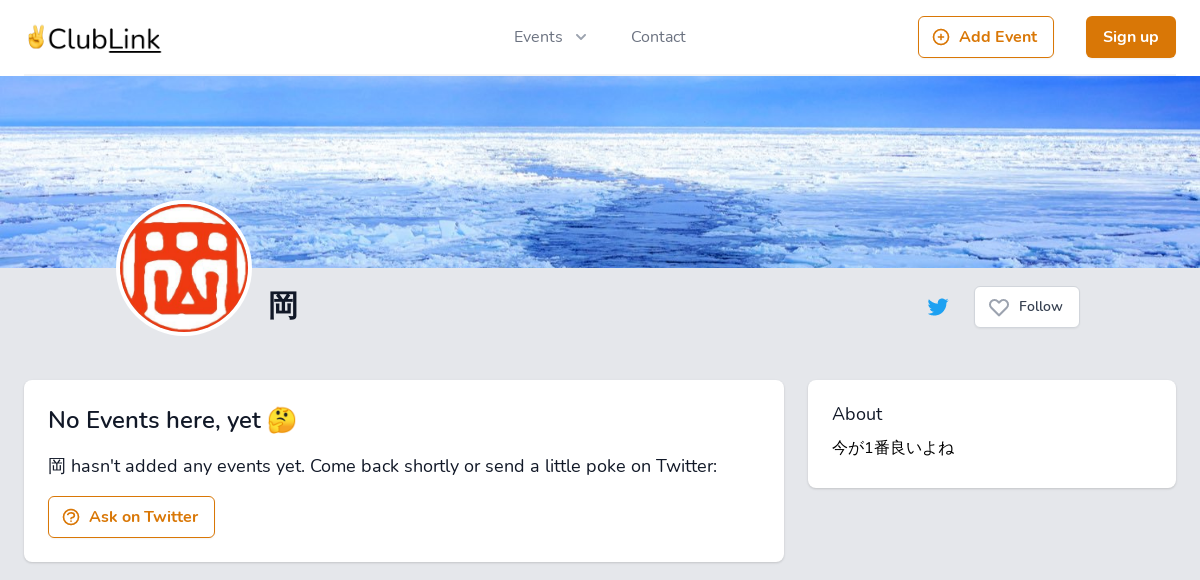 ✌ClubLink
Events
Contact
Add Event
Sign up
岡
岡
Follow
No Events here, yet 🤔
岡 hasn't added any events yet. Come back shortly or send a little poke on Twitter:
Ask on Twitter
About
今が1番良いよね